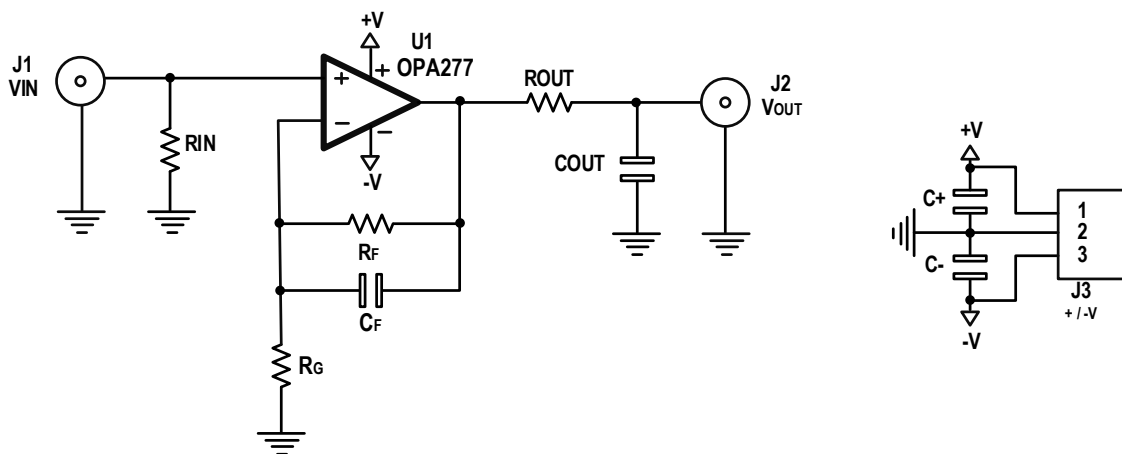 J1
VIN
RIN
+V
U1
OPA277
+
+
−
−
-V
RF
CF
RG
ROUT
COUT
J2
VOUT
+V
C+
C-
-V
1
2
3
J3
+ / -V